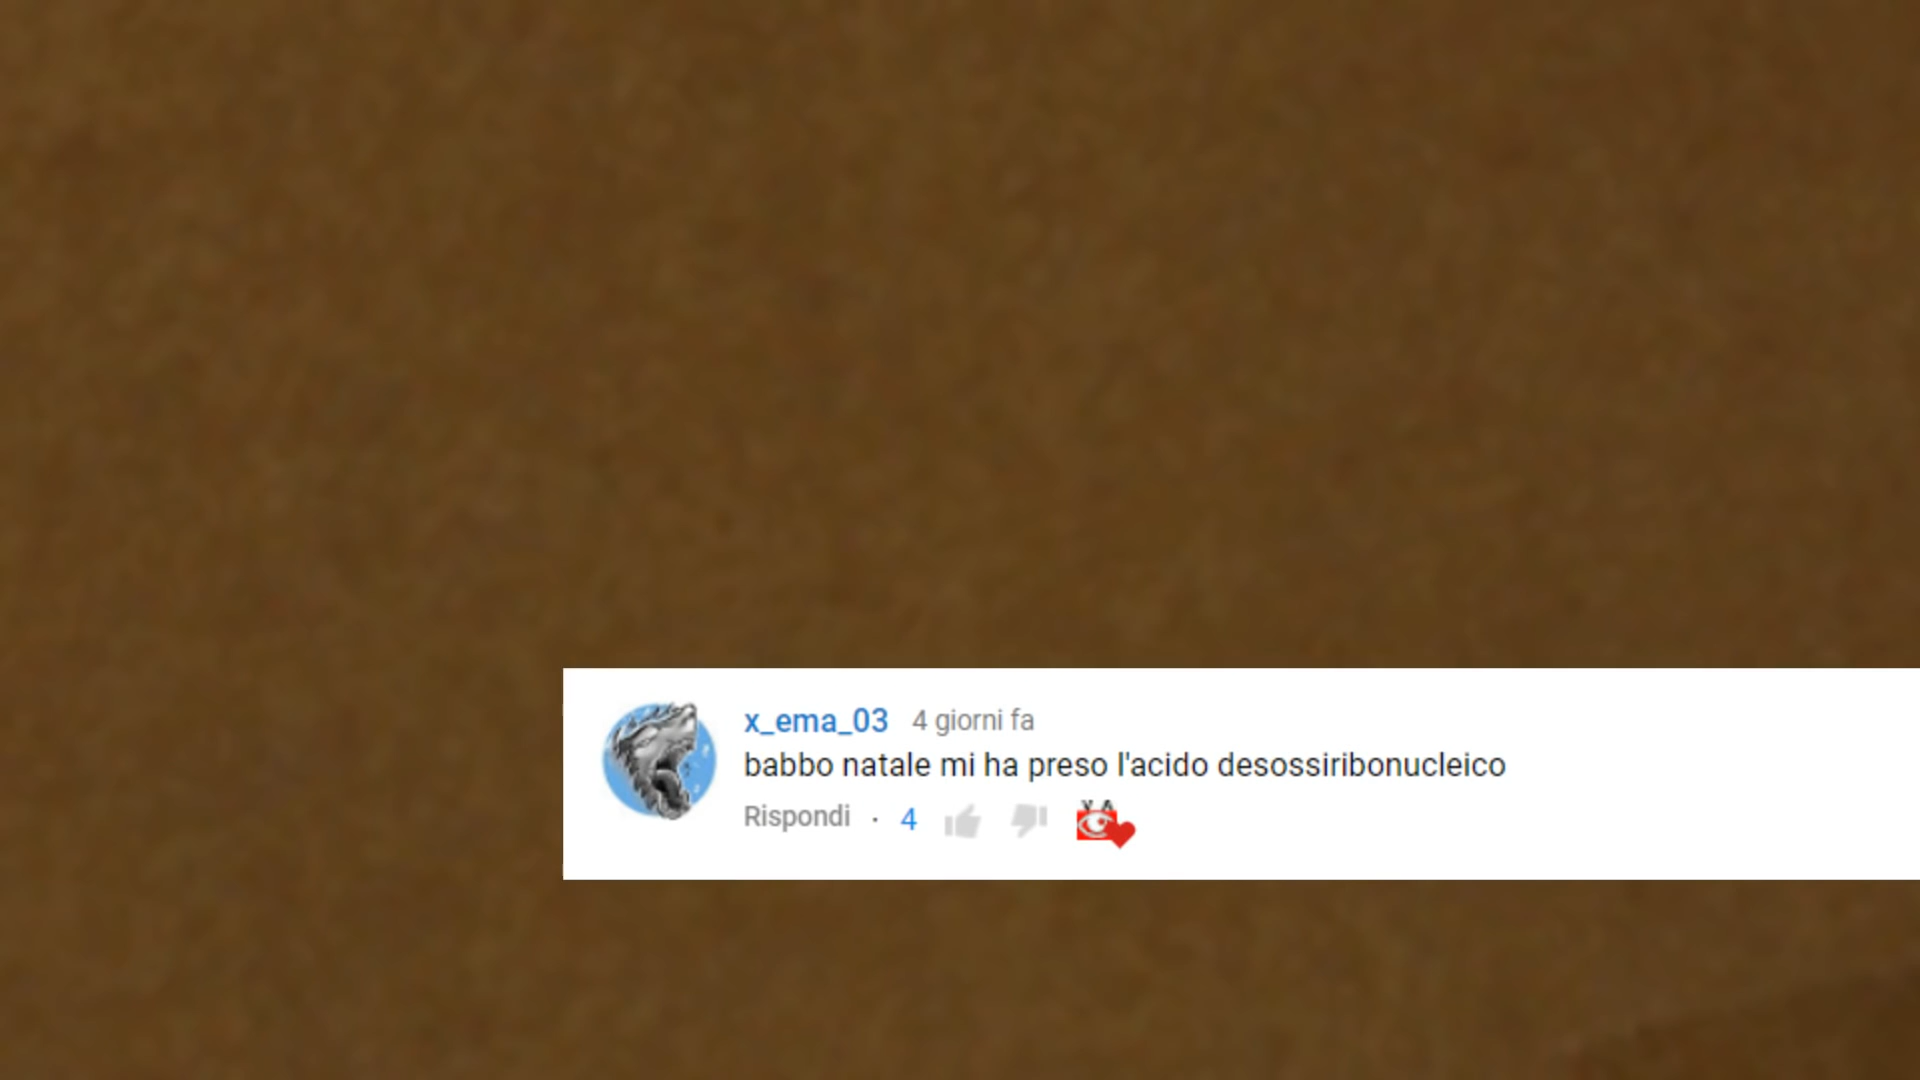 x_ema_03 4 giorni fa
babbo natale mi ha preso l'acido desossiribonucleico
Rispondi · 4